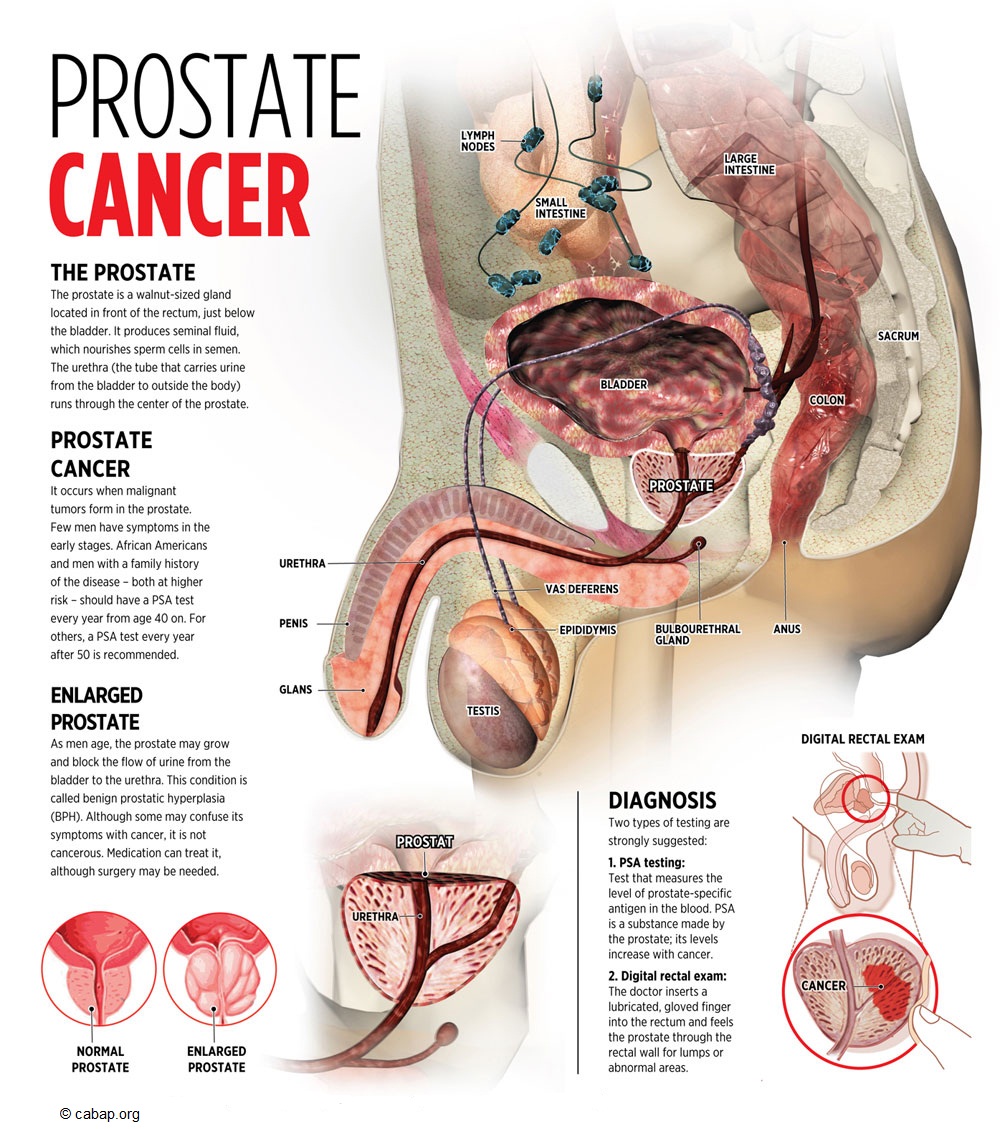 PROSTATE
CANCER
THE PROSTATE
The prostate is a walnut-sized gland
located in front of the rectum, just below
the bladder. It produces seminal fluid,
which nourishes sperm cells in semen.
The urethra (the tube that carries urine
from the bladder to outside the body)
runs through the center of the prostate.
PROSTATE
CANCER
It occurs when malignant
tumors form in the prostate.
Few men have symptoms in the
early stages. African Americans
and men with a family history
of the disease – both at higher
risk – should have a PSA test
every year from age 40 on. For
others, a PSA test every year
after 50 is recommended.
ENLARGED
PROSTATE
As men age, the prostate may grow
and block the flow of urine from the
bladder to the urethra. This condition is
called benign prostatic hyperplasia
(BPH). Although some may confuse its
symptoms with cancer, it is not
cancerous. Medication can treat it,
although surgery may be needed.
NORMAL
PROSTATE
ENLARGED
PROSTATE
LYMPH
NODES
SMALL
INTESTINE
LARGE
INTESTINE
SACRUM
BLADDER
COLON
PROSTATE
URETHRA
VAS DEFERENS
PENIS
EPIDIDYMIS
BULBOURETHRAL
GLAND
ANUS
GLANS
TESTIS
PROSTAT
URETHRA
DIAGNOSIS
Two types of testing are
strongly suggested:
1. PSA testing:
Test that measures the
level of prostate-specific
antigen in the blood. PSA
is a substance made by
the prostate; its levels
increase with cancer.
2. Digital rectal exam:
The doctor inserts a
lubricated, gloved finger
into the rectum and feels
the prostate through the
rectal wall for lumps or
abnormal areas.
DIGITAL RECTAL EXAM
CANCER
© cabap.org